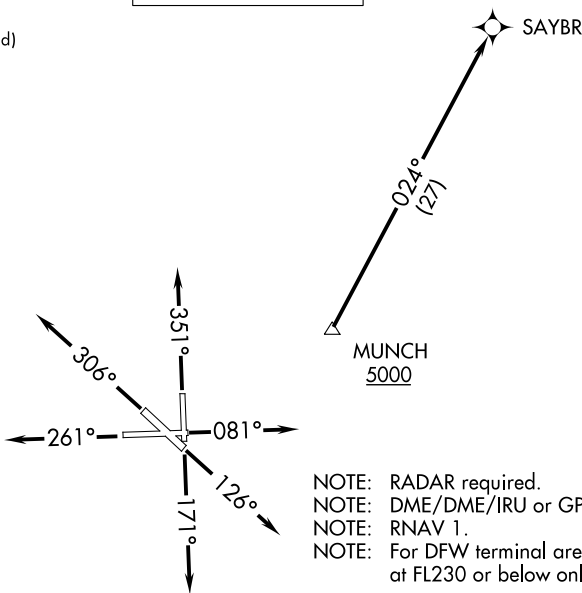 d)
SAYBR
024°
(27)
MUNCH
5000
351°
306°
261°
081°
126°
171°
NOTE: RADAR required.
NOTE: DME/DME/IRU or GP
NOTE: RNAV 1.
NOTE: For DFW terminal are
at FL230 or below onl